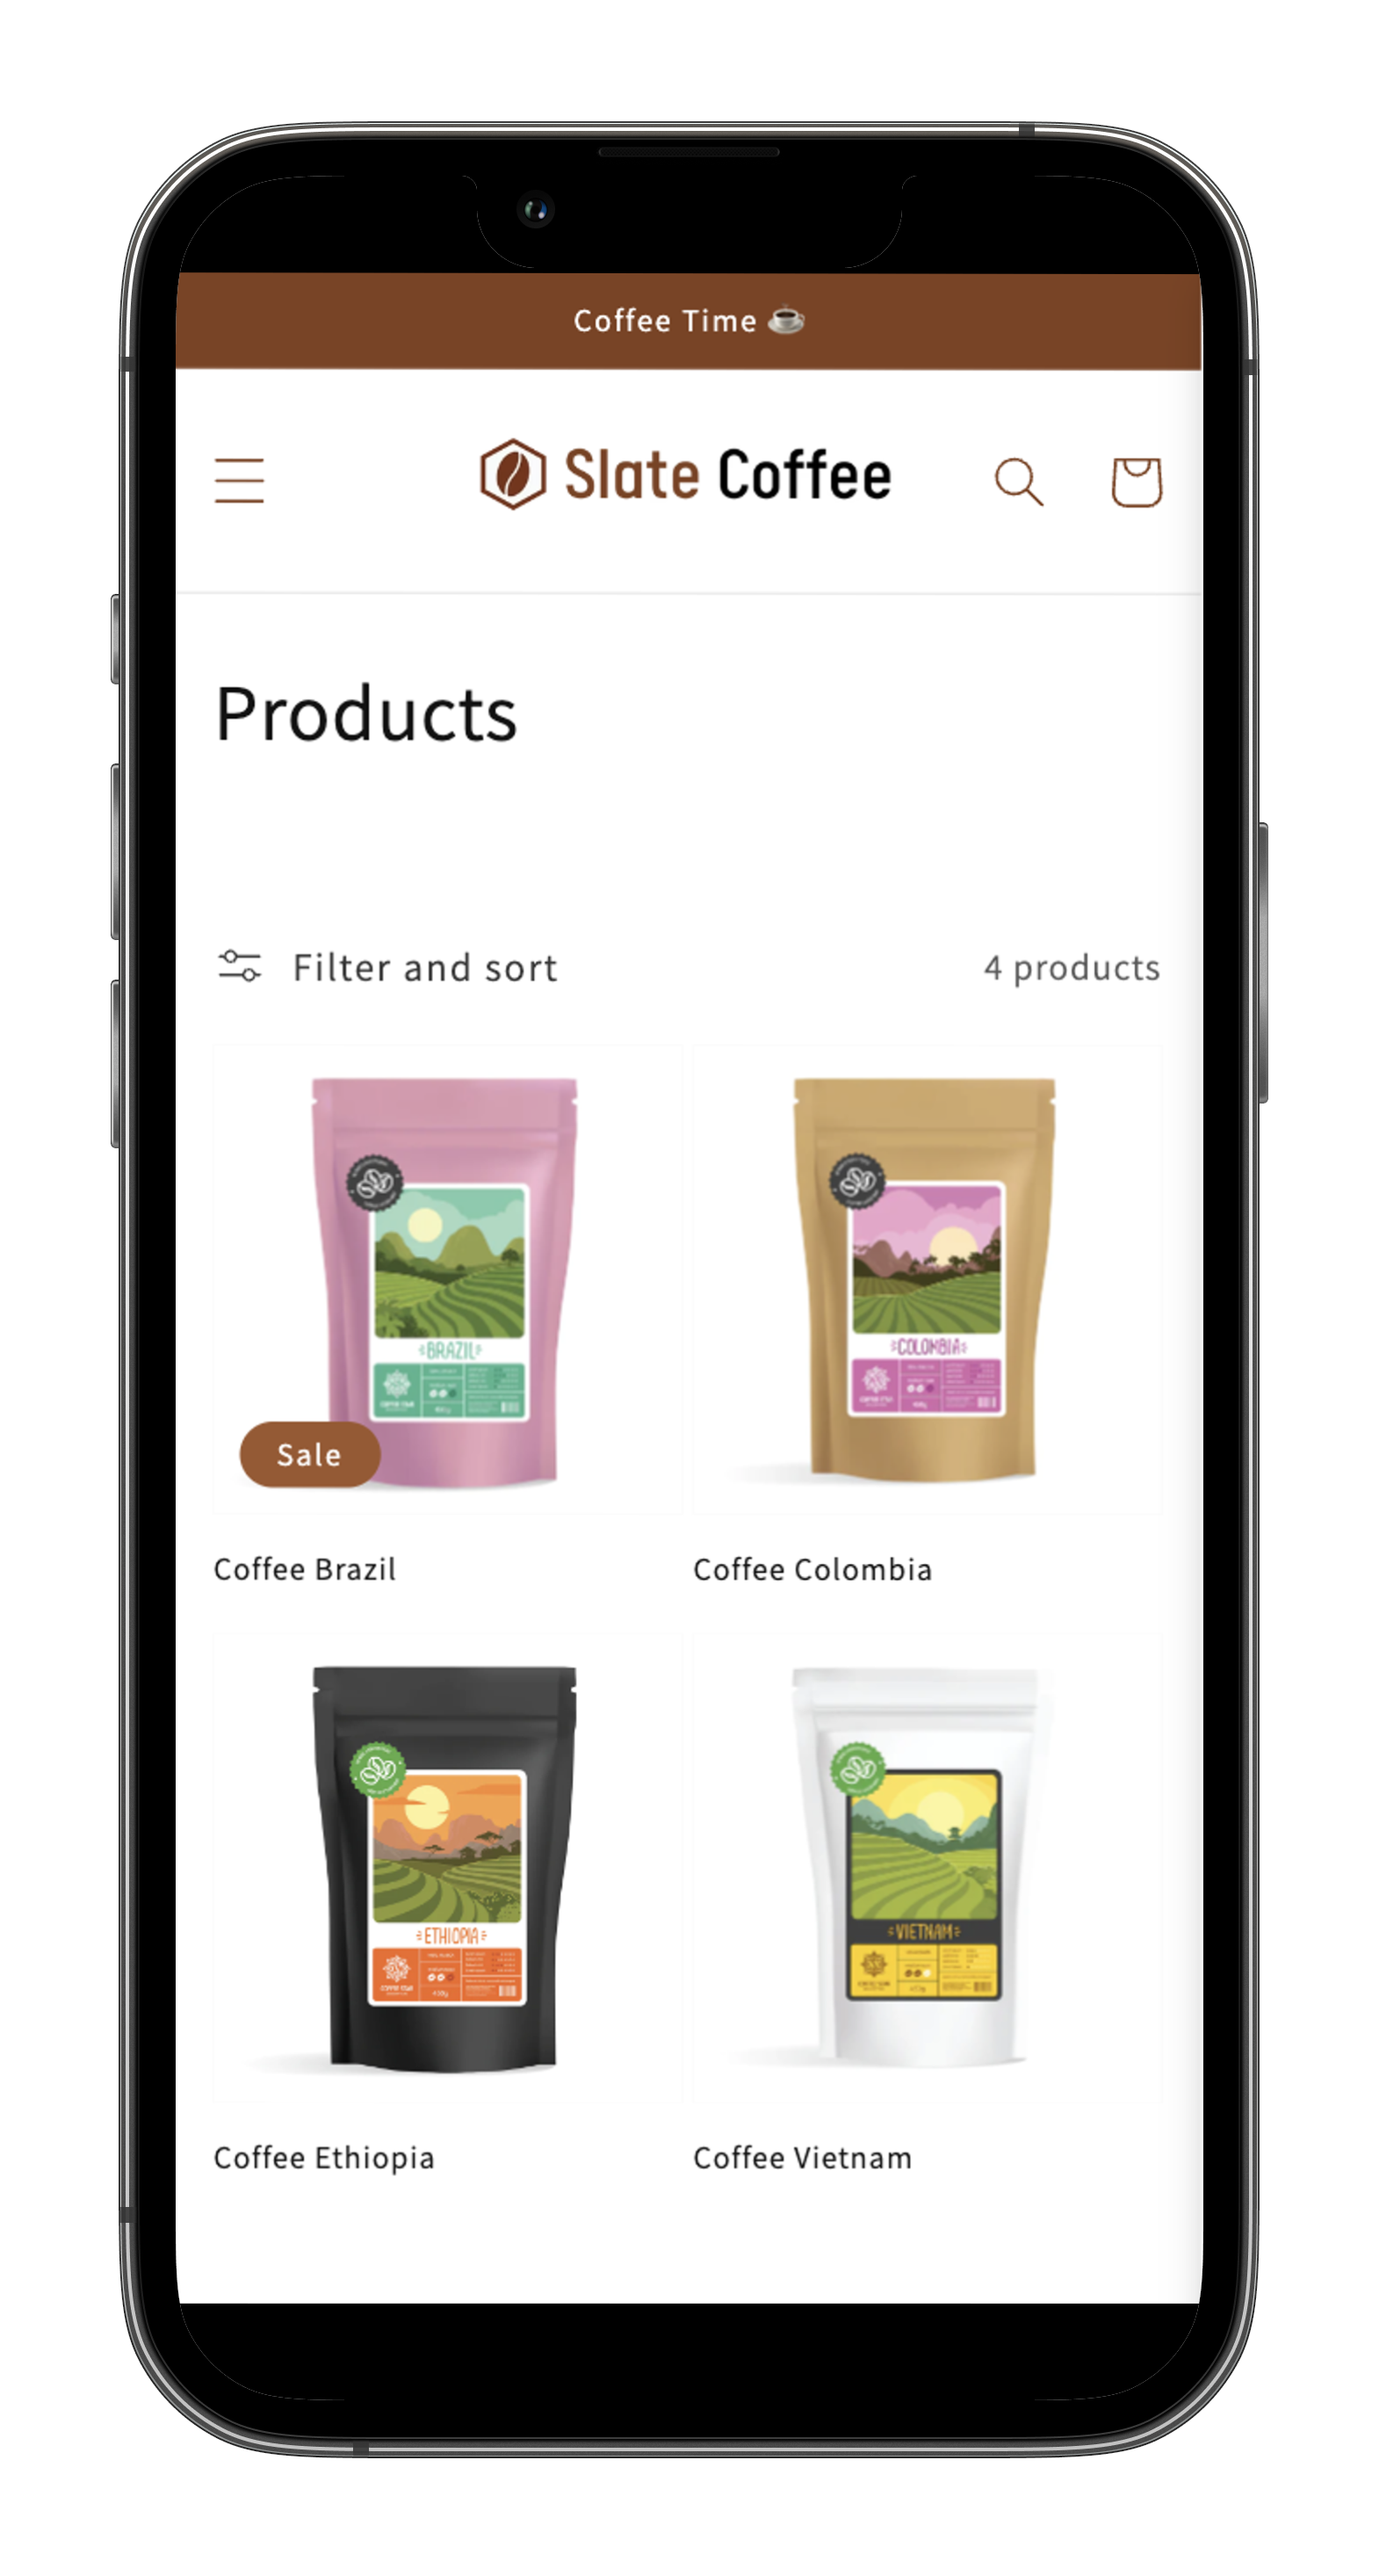 Coffee Time ☕
Slate Coffee
Products
Filter and sort
4 products
BRAZIL
COLOMBIA
Sale
Coffee Brazil
Coffee Colombia
ETHIOPIA
VIETNAM
Coffee Ethiopia
Coffee Vietnam